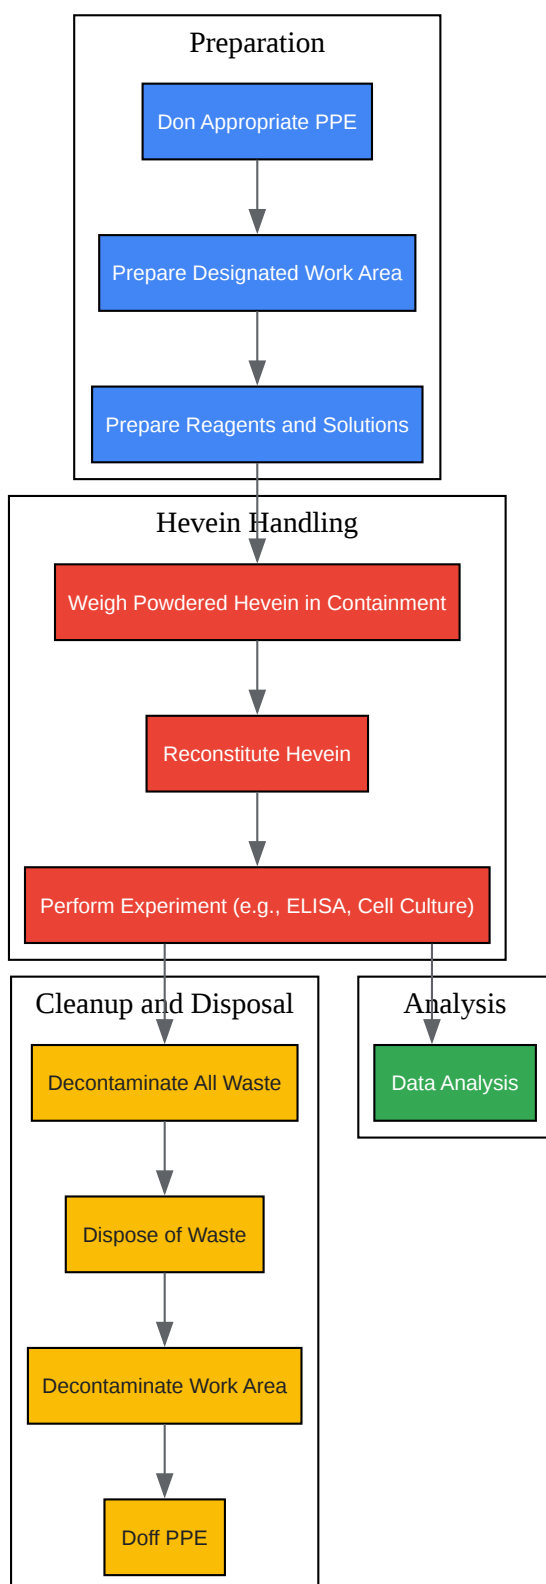 Preparation
Don Appropriate PPE
Prepare Designated Work Area
Prepare Reagents and Solutions
Hevein Handling
Weigh Powdered Hevein in Containment
Reconstitute Hevein
Perform Experiment (e.g., ELISA, Cell Culture)
Cleanup and Disposal
Decontaminate All Waste
Dispose of Waste
Decontaminate Work Area
Doff PPE
Analysis
Data Analysis